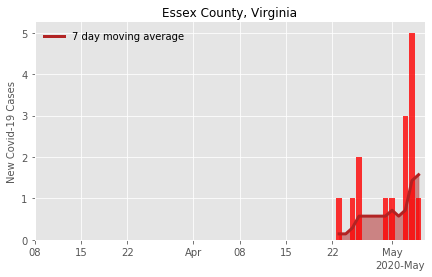 Essex County, Virginia
7 day moving average
New Covid-19 Cases
5
4
3
2
1
0
08 15 22 Apr 08 15 22 May
2020-May